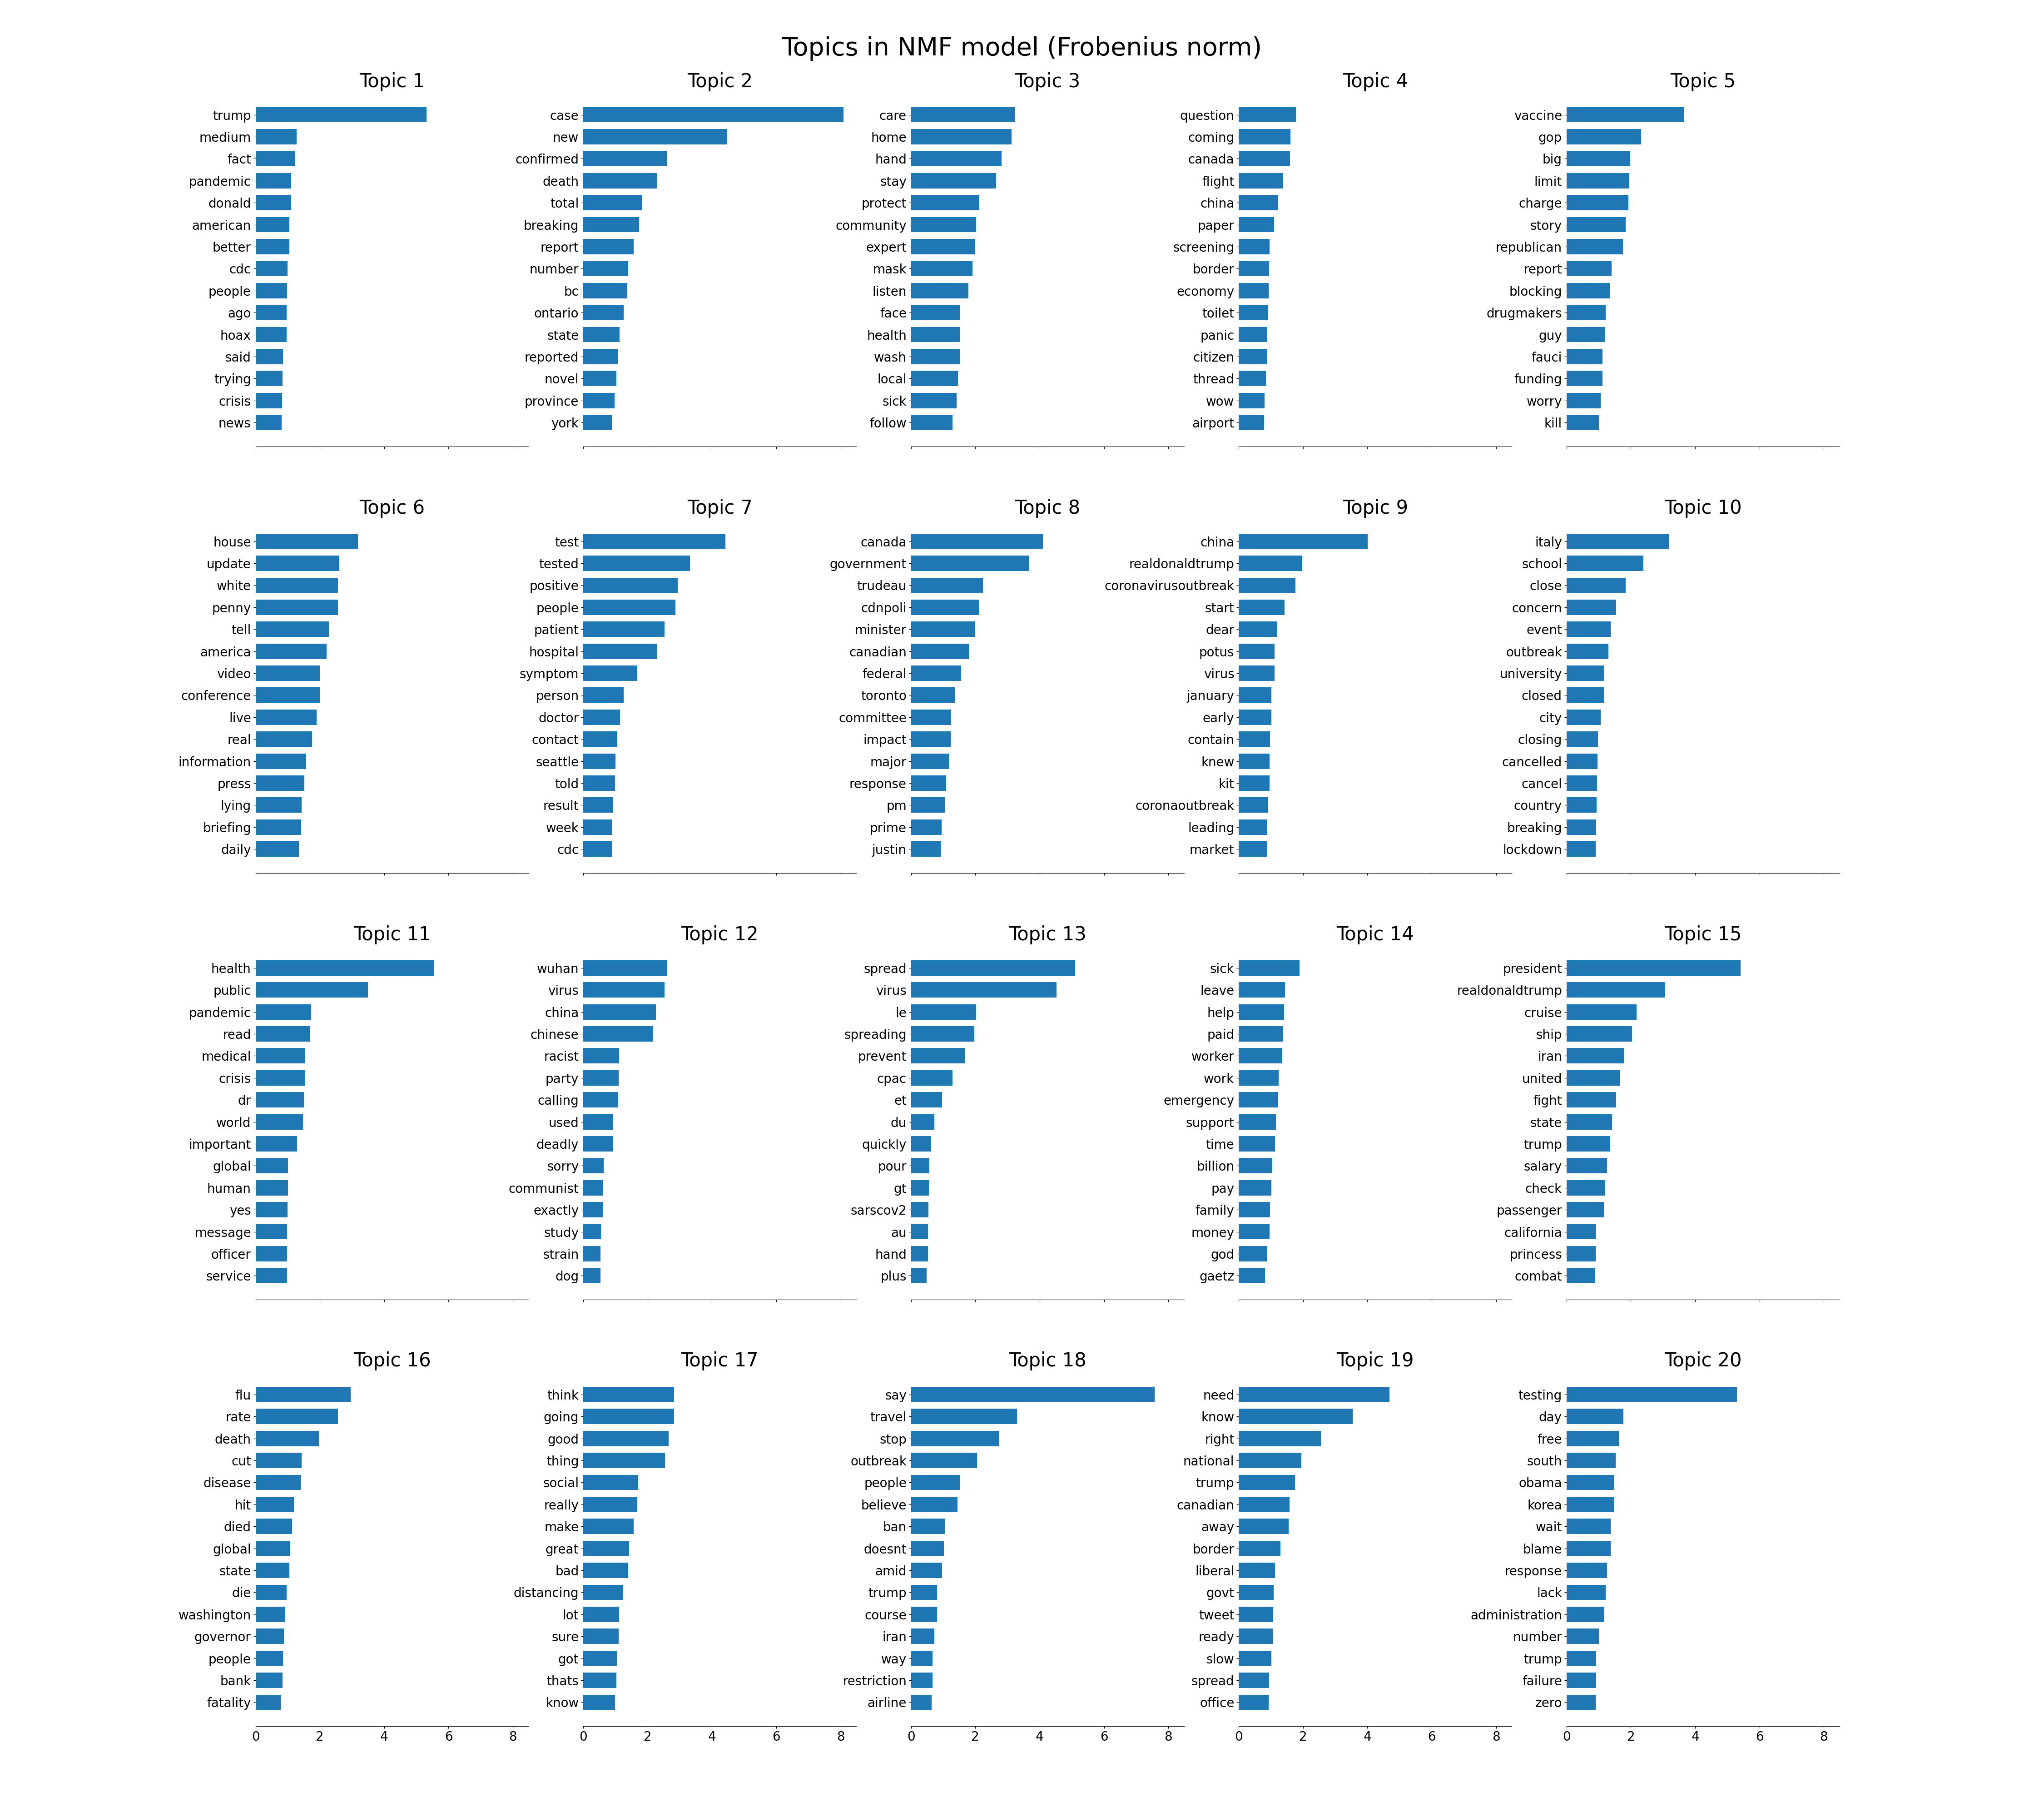 Topics in NMF model (Frobenius norm)
Topic 1
trump
medium
fact
pandemic
donald
american
better
cdc
people
ago
hoax
said
trying
crisis
news
Topic 2
case
new
confirmed
death
total
breaking
report
number
bc
ontario
state
reported
novel
province
york
Topic 3
care
home
hand
stay
protect
community
expert
mask
listen
face
health
wash
local
sick
follow
Topic 4
question
coming
canada
flight
china
paper
screening
border
economy
toilet
panic
citizen
thread
wow
airport
Topic 5
vaccine
gop
big
limit
charge
story
republican
report
blocking
drugmakers
guy
fauci
funding
worry
kill
Topic 6
house
update
white
penny
tell
america
video
conference
live
real
information
press
lying
briefing
daily
Topic 7
test
tested
positive
people
patient
hospital
symptom
person
doctor
contact
seattle
told
result
week
cdc
Topic 8
canada
government
trudeau
cdnpoli
minister
canadian
federal
toronto
committee
impact
major
response
pm
prime
justin
Topic 9
china
realdonaldtrump
coronavirusoutbreak
start
dear
potus
virus
january
early
contain
knew
kit
coronaoutbreak
leading
market
Topic 10
italy
school
close
concern
event
outbreak
university
closed
city
closing
cancelled
cancel
country
breaking
lockdown
Topic 11
health
public
pandemic
read
medical
crisis
dr
world
important
global
human
yes
message
officer
service
Topic 12
wuhan
virus
china
chinese
racist
party
calling
used
deadly
sorry
communist
exactly
study
strain
dog
Topic 13
spread
virus
le
spreading
prevent
cpac
et
du
quickly
pour
gt
sarscov2
au
hand
plus
Topic 14
sick
leave
help
paid
worker
work
emergency
support
time
billion
pay
family
money
god
gaetz
Topic 15
president
realdonaldtrump
cruise
ship
iran
united
fight
state
trump
salary
check
passenger
california
princess
combat
Topic 16
flu
rate
death
cut
disease
hit
died
global
state
die
washington
governor
people
bank
fatality
0 2 4 6 8
Topic 17
think
going
good
thing
social
really
make
great
bad
distancing
lot
sure
got
thats
know
0 2 4 6 8
Topic 18
say
travel
stop
outbreak
people
believe
ban
doesnt
amid
trump
course
iran
way
restriction
airline
0 2 4 6 8
Topic 19
need
know
right
national
trump
canadian
away
border
liberal
govt
tweet
ready
slow
spread
office
0 2 4 6 8
Topic 20
testing
day
free
south
obama
korea
wait
blame
response
lack
administration
number
trump
failure
zero
0 2 4 6 8